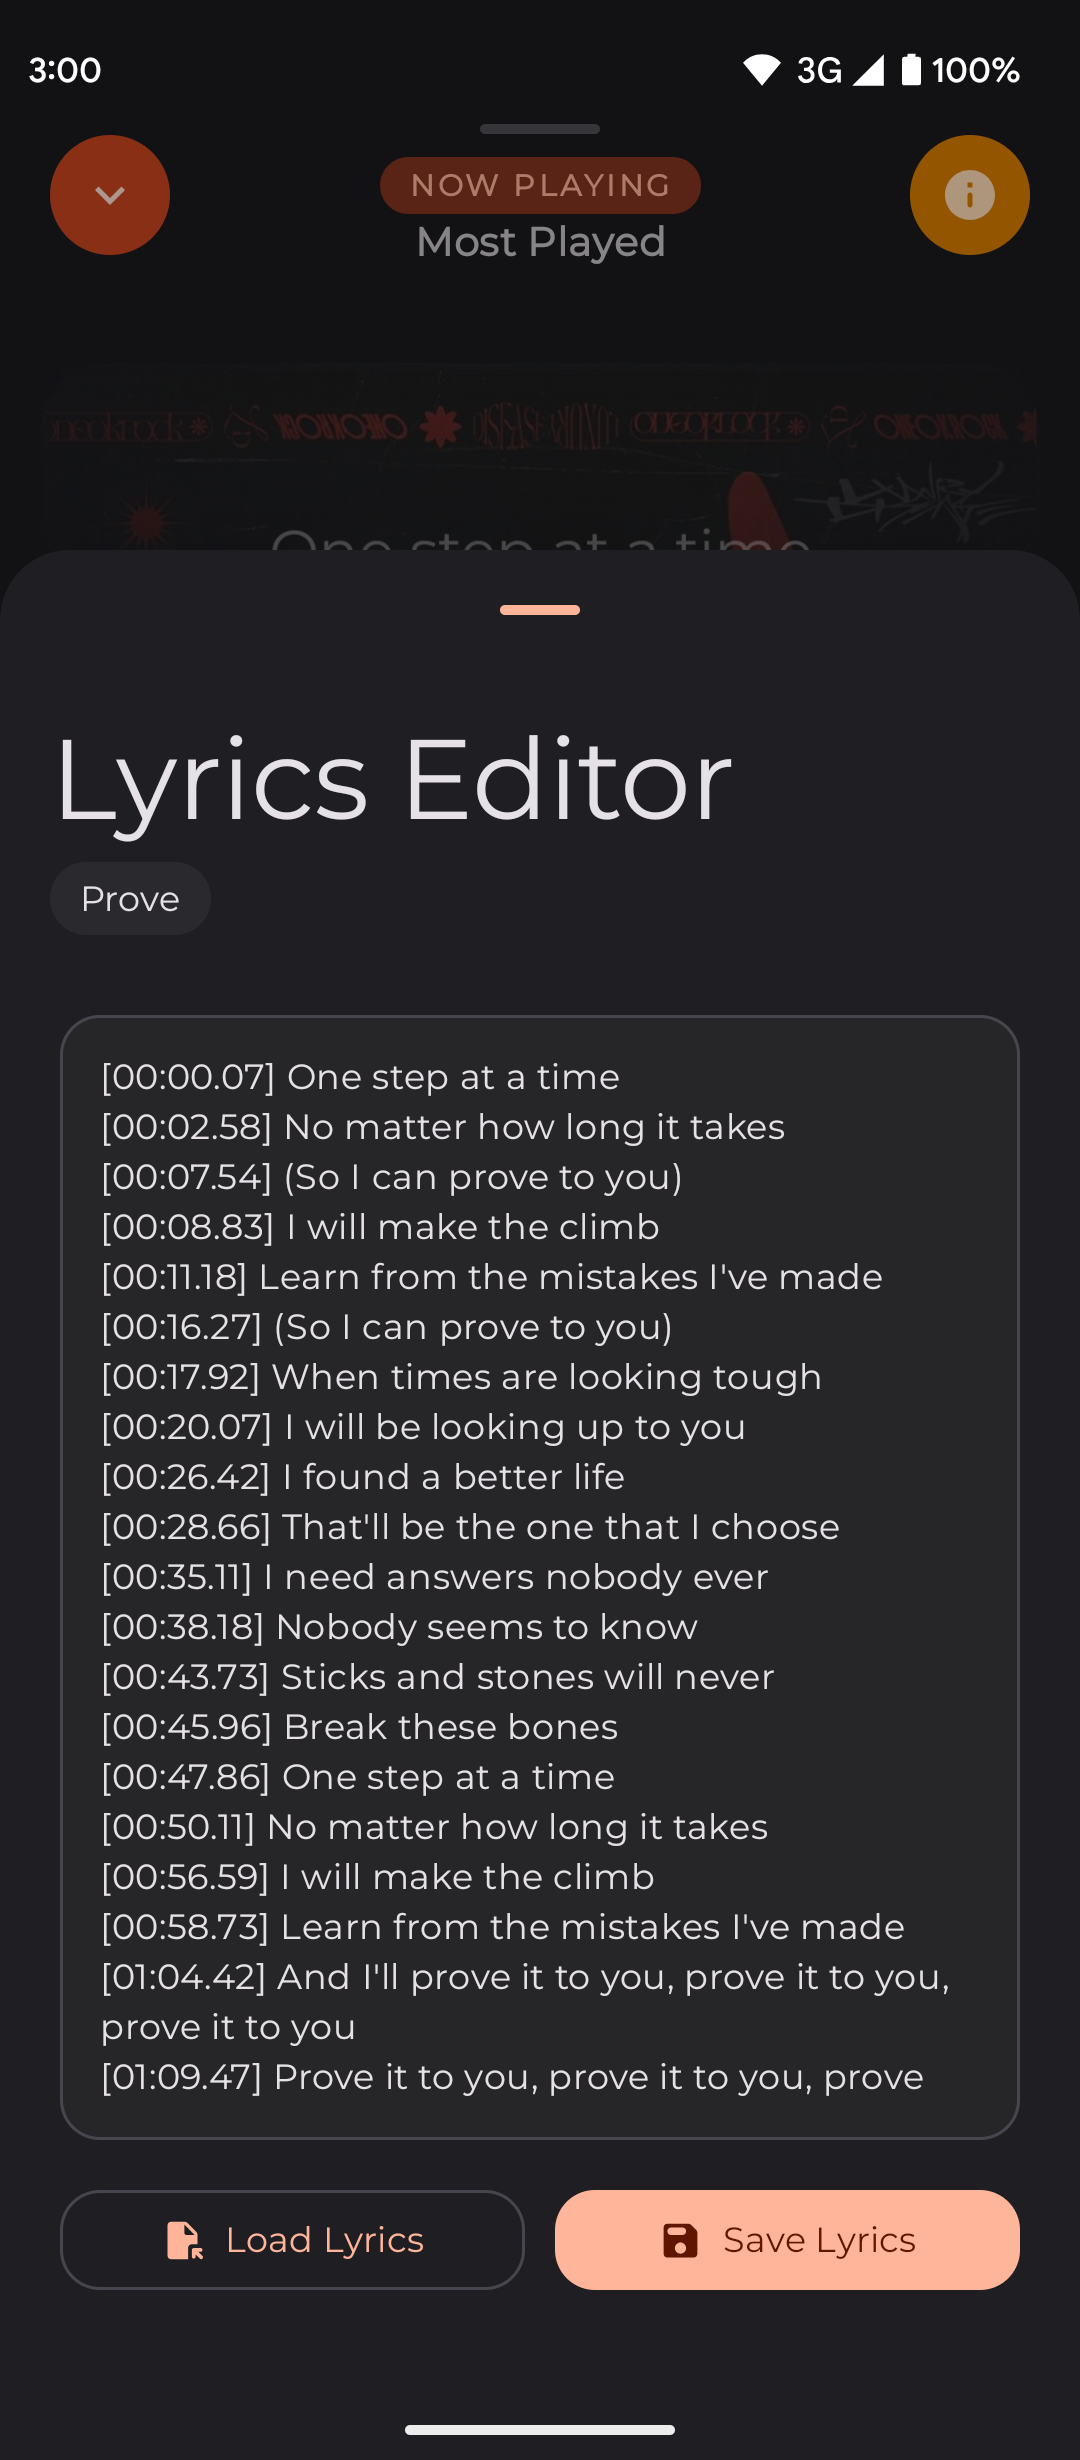 3:00
3G 100%
NOW PLAYING
Most Played
oneokrock
ONEOKROCK
ONEOKROCK
One step at a time
Lyrics Editor
Prove
[00:00.07] One step at a time
[00:02.58] No matter how long it takes
[00:07.54] (So I can prove to you)
[00:08.83] I will make the climb
[00:11.18] Learn from the mistakes I've made
[00:16.27] (So I can prove to you)
[00:17.92] When times are looking tough
[00:20.07] I will be looking up to you
[00:26.42] I found a better life
[00:28.66] That'll be the one that I choose
[00:35.11] I need answers nobody ever
[00:38.18] Nobody seems to know
[00:43.73] Sticks and stones will never
[00:45.96] Break these bones
[00:47.86] One step at a time
[00:50.11] No matter how long it takes
[00:56.59] I will make the climb
[00:58.73] Learn from the mistakes I've made
[01:04.42] And I'll prove it to you, prove it to you,
prove it to you
[01:09.47] Prove it to you, prove it to you, prove
Load Lyrics
Save Lyrics